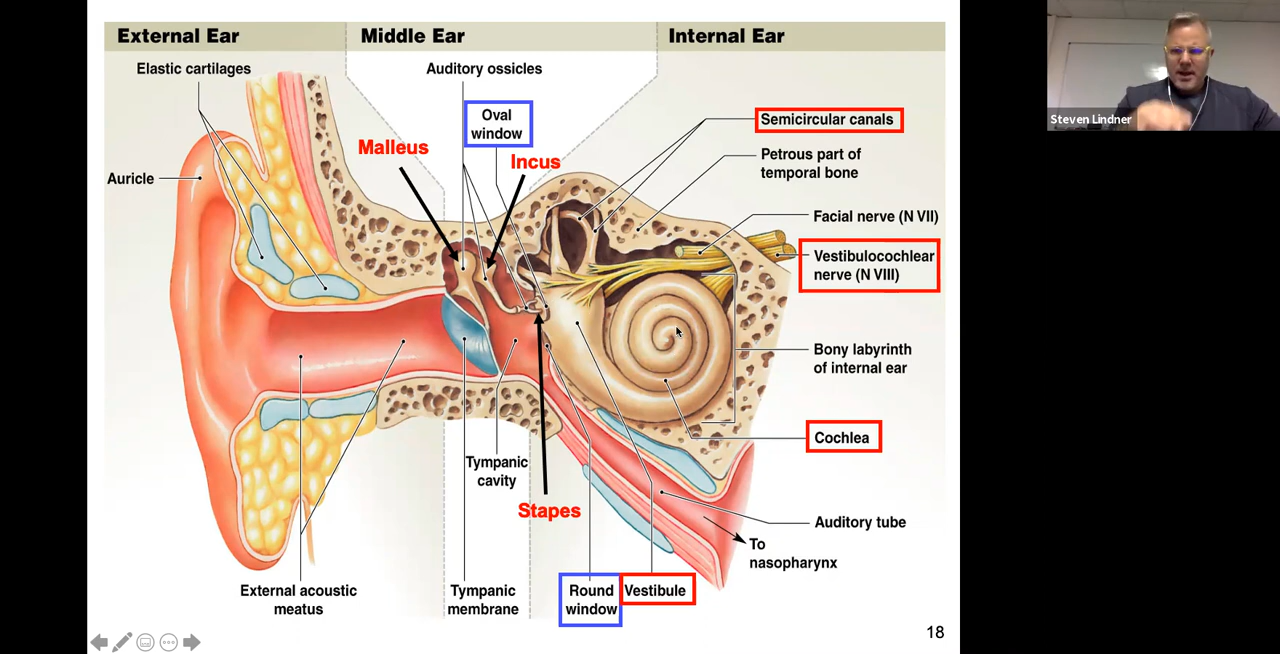 External Ear
Middle Ear
Internal Ear
Elastic cartilages
Auditory ossicles
Oval
window
Semicircular canals
Malleus
Incus
Petrous part of
temporal bone
Auricle
Facial nerve (N VII)
Vestibulocochlear
nerve (N VIII)
Bony labyrinth
of internal ear
Cochlea
Tympanic
cavity
Stapes
Auditory tube
To
nasopharynx
External acoustic
meatus
Tympanic
membrane
Round
window
Vestibule
18
Steven Lindner